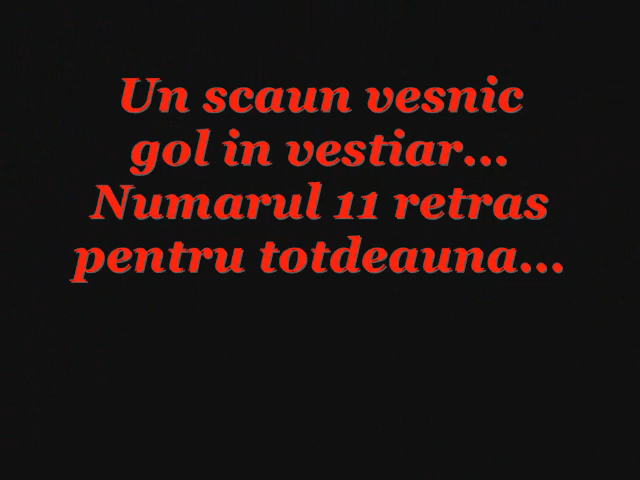 Un scaun vesnic
gol in vestiar...
Numarul 11 retras
pentru totdeauna...